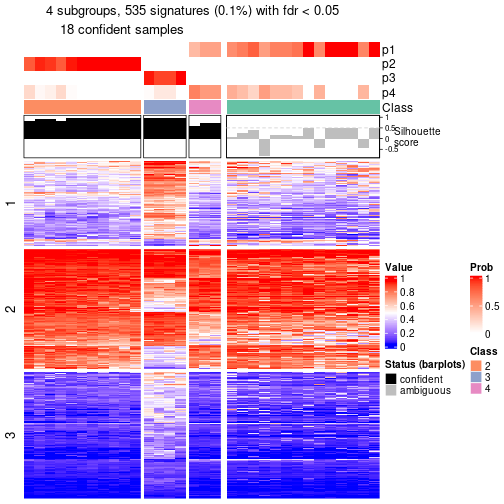 4 subgroups, 535 signatures (0.1%) with fdr < 0.05
18 confident samples
p1
p2
p3
p4
Class
1
0.5
0
-0.5
Silhouette
score
1
2
3
Value
1
0.8
0.6
0.4
0.2
0
Prob
1
0.5
0
Status (barplots)
confident
ambiguous
Class
2
3
4